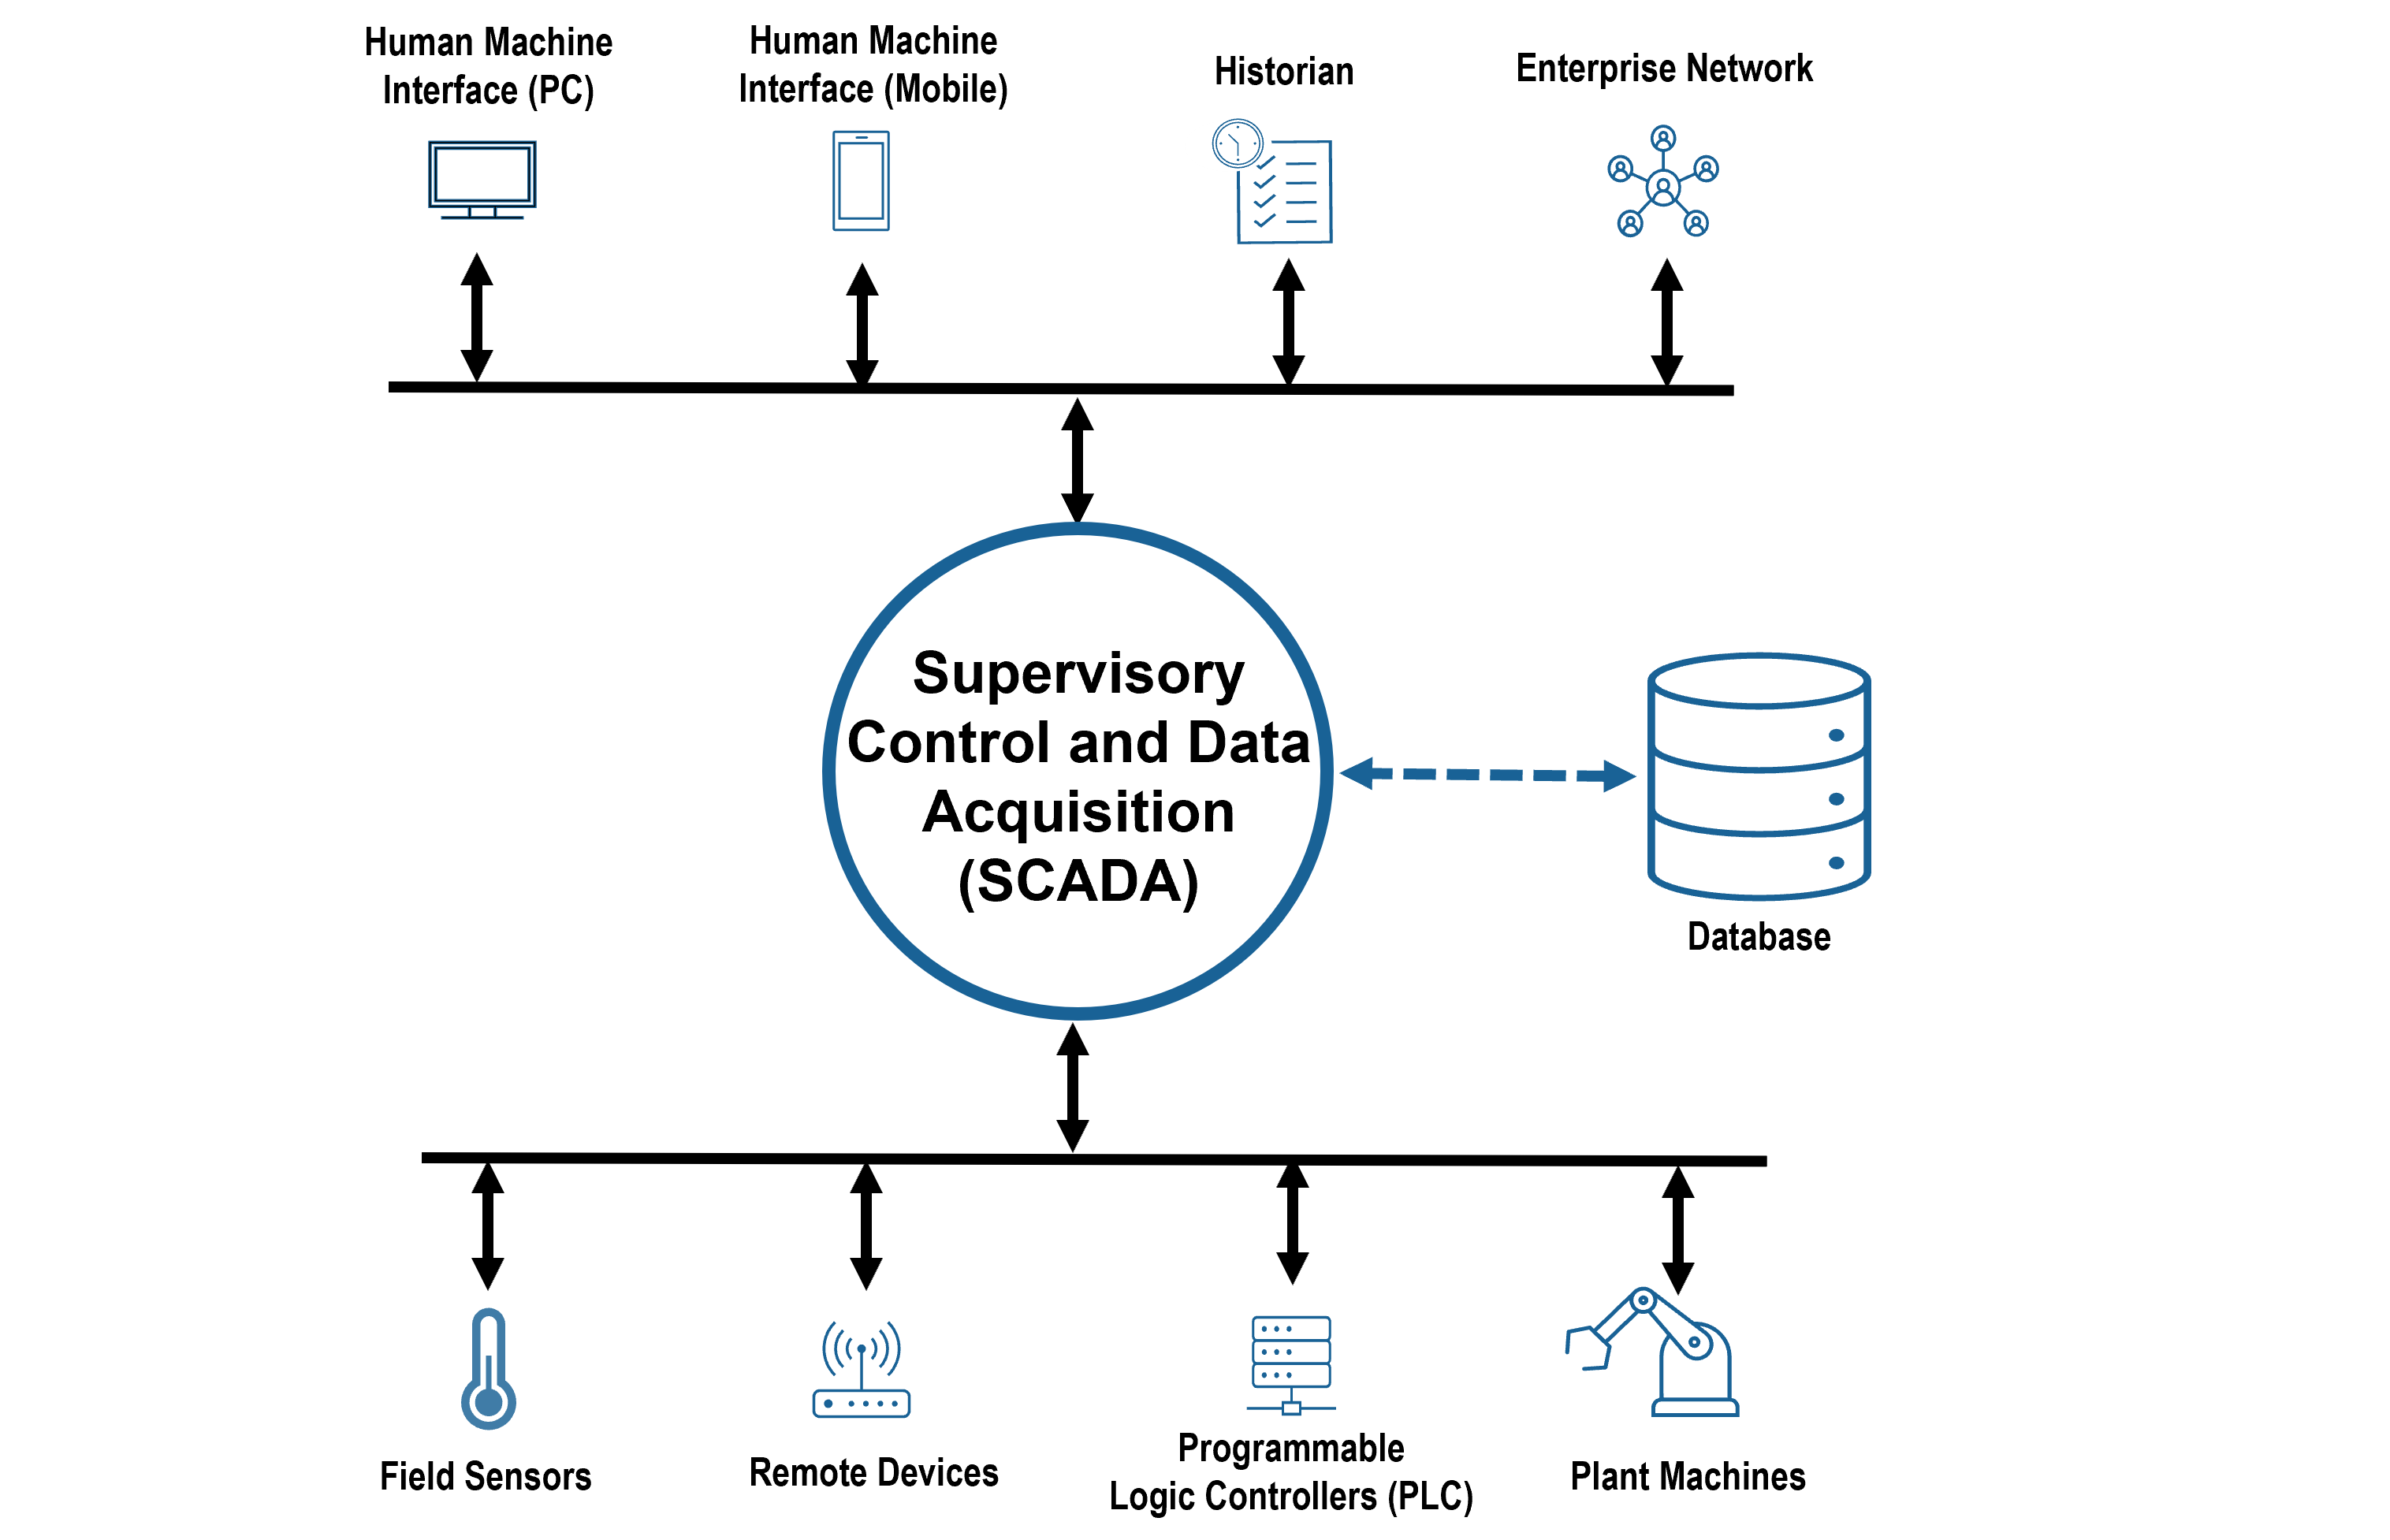 Human Machine
Interface (PC)
Human Machine
Interface (Mobile)
Historian
Enterprise Network
Supervisory
Control and Data
Acquisition
(SCADA)
Database
Field Sensors
Remote Devices
Programmable
Logic Controllers (PLC)
Plant Machines